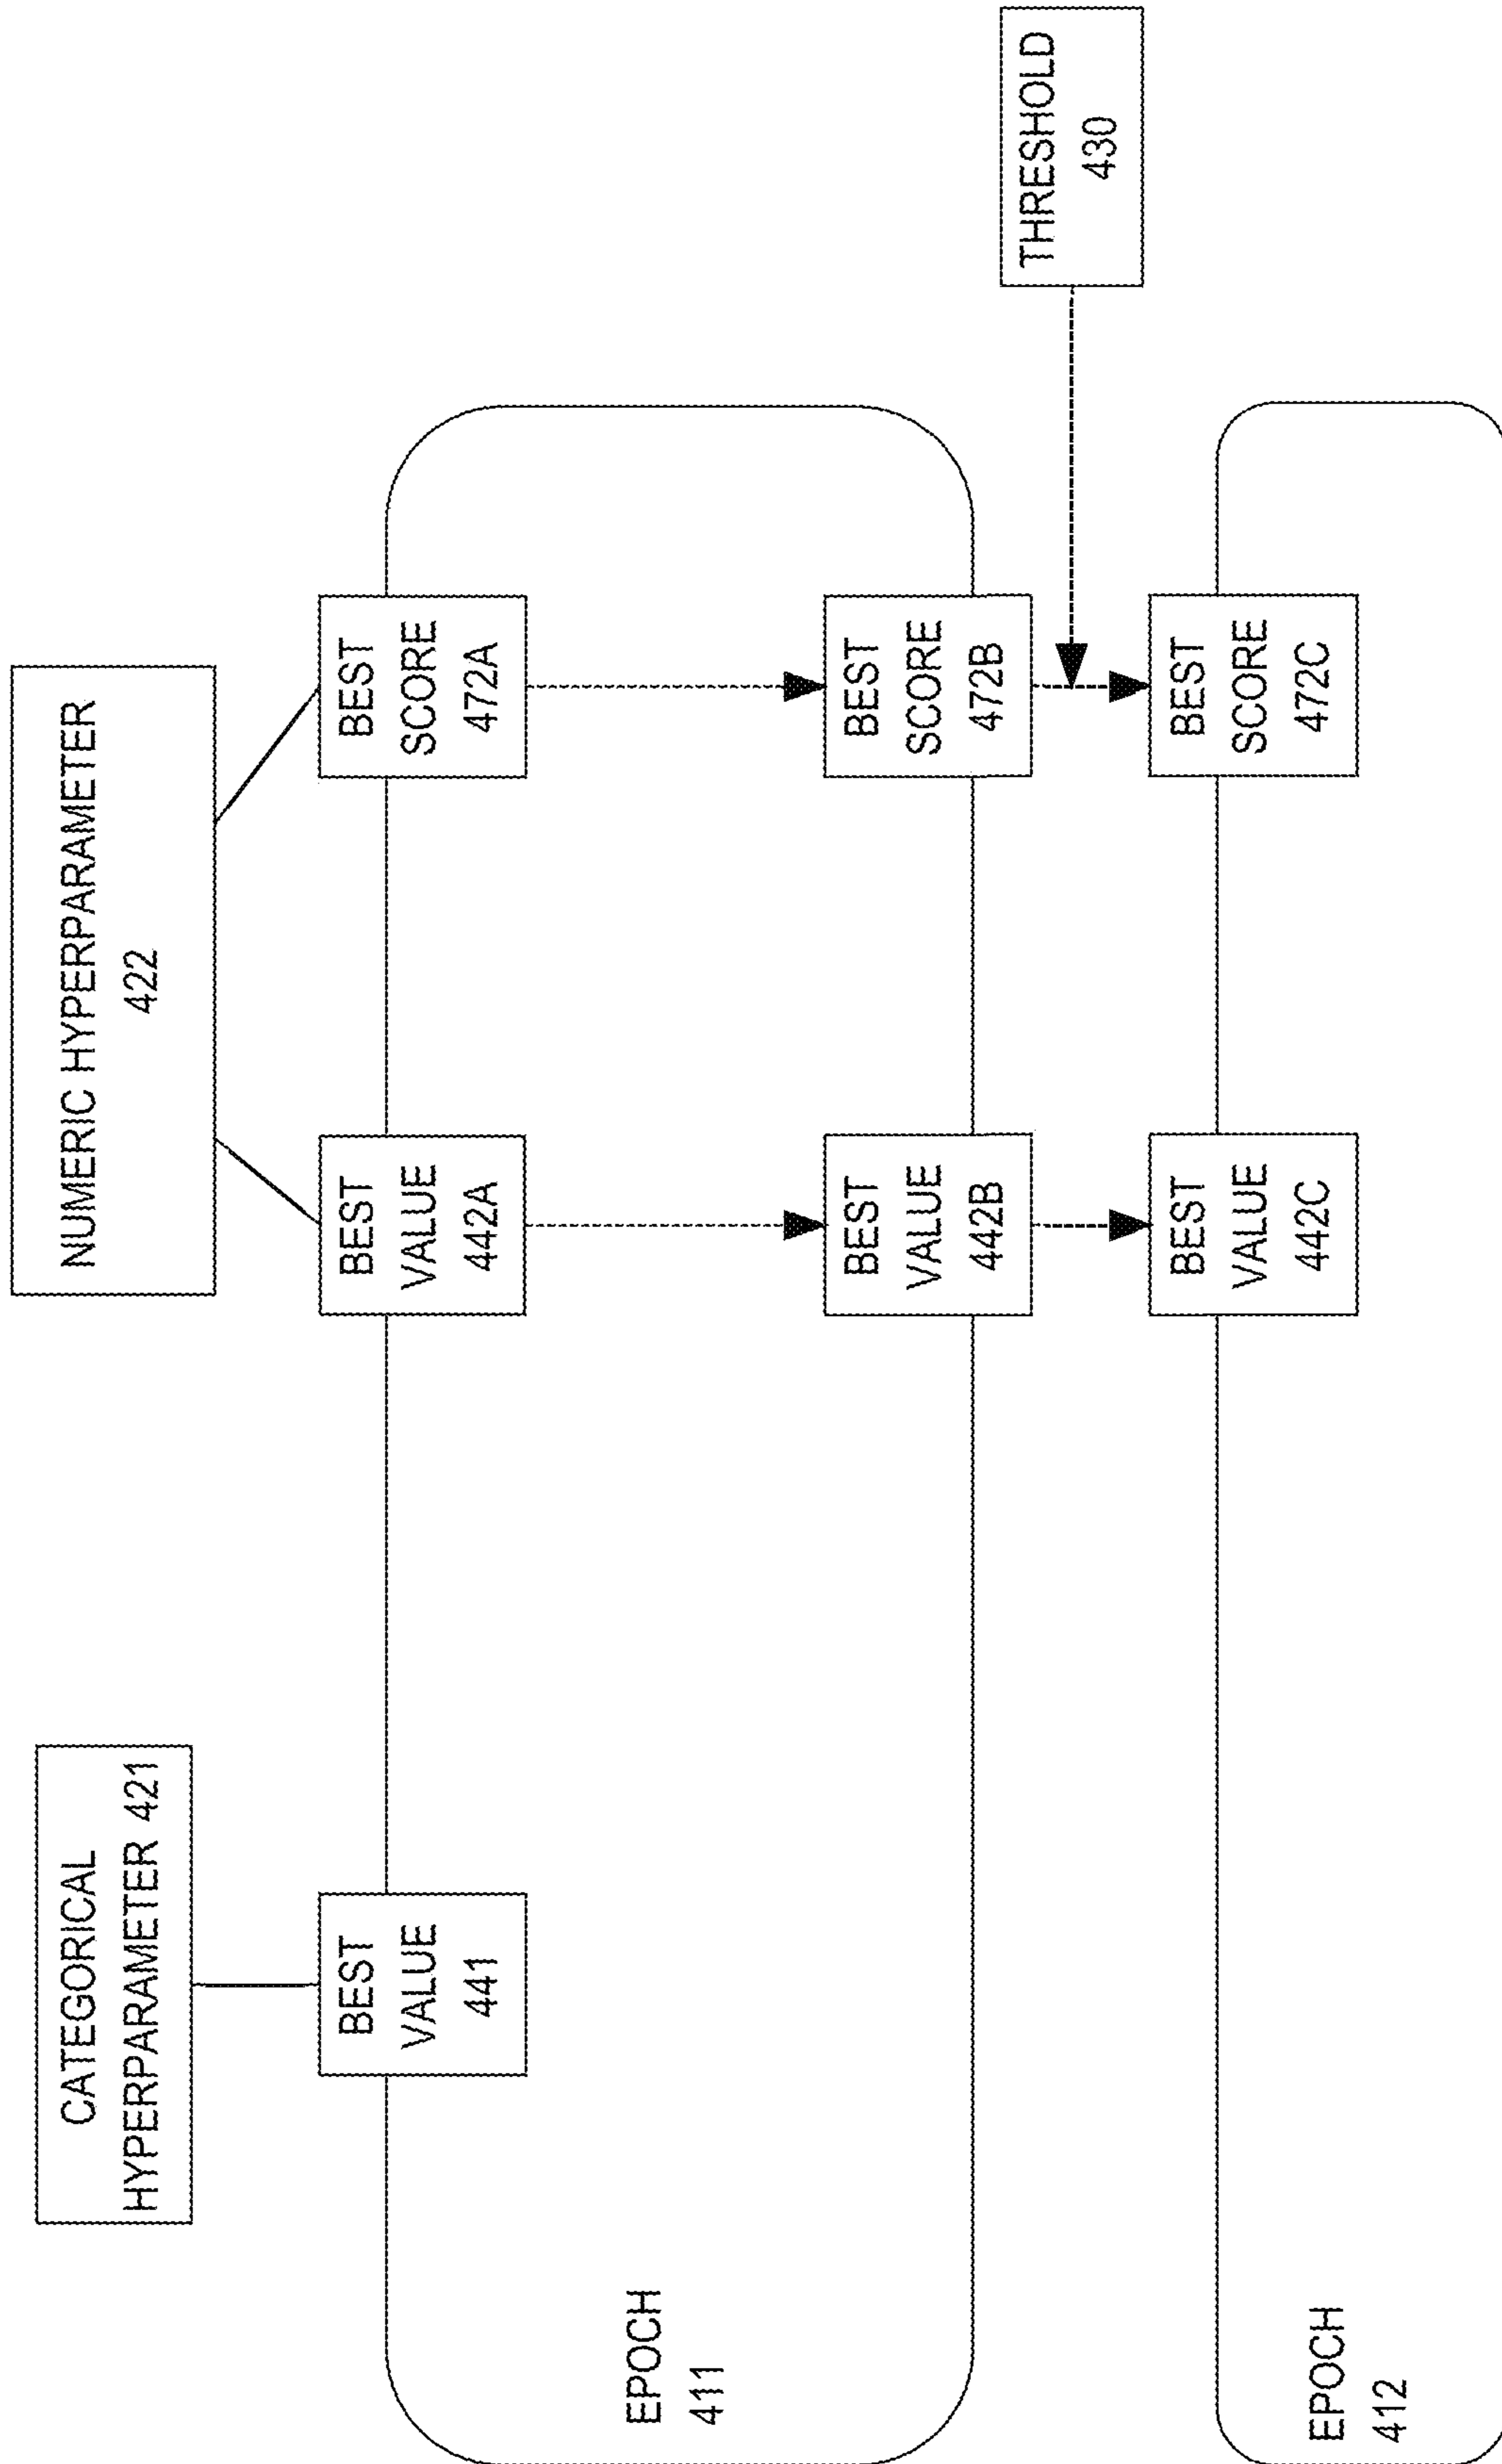 CATEGORICAL
HYPERPARAMETER 421
NUMERIC HYPERPARAMETER
422
BEST
VALUE
441
BEST
VALUE
442A
BEST
SCORE
472A
EPOCH
411
BEST
VALUE
442B
BEST
SCORE
472B
THRESHOLD
430
EPOCH
412
BEST
VALUE
442C
BEST
SCORE
472C